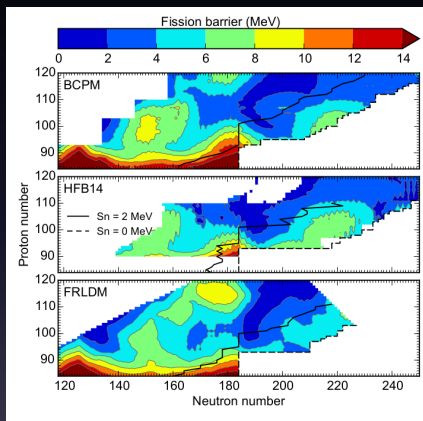 Fission barrier (MeV)
0 2 4 6 8 10 12 14
BCPM
120
110
100
90
HFB14
Sn = 2 MeV
Sn = 0 MeV
120
110
100
90
Proton number
FRLDM
120
110
100
90
120 140 160 180 200 220 240
Neutron number